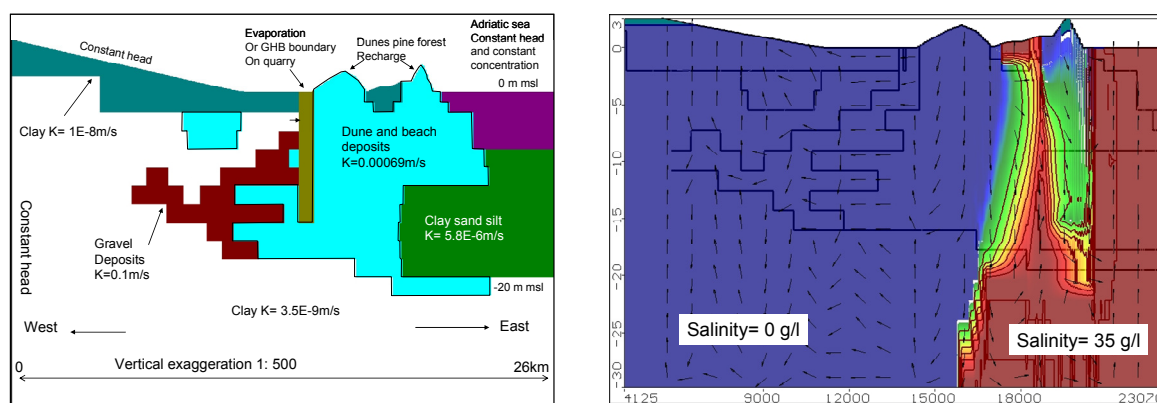 Constant head
Evaporation
Or GHB boundary
On quarry
Dunes pine forest
Recharge
Adriatic sea
Constant head
and constant
concentration
0 m msl
Clay K= 1E-8m/s
Dune and beach
deposits
K=0.00069m/s
Constant head
Gravel
Deposits
K=0.1m/s
Clay sand silt
K= 5.8E-6m/s
-20 m msl
Clay K= 3.5E-9m/s
West
East
Vertical exaggeration 1: 500
0
26km
3
0
-5
-10
-15
-20
-25
-30
Salinity= 0 g/l
Salinity= 35 g/l
4125
9000
12000
15000
18000
2307